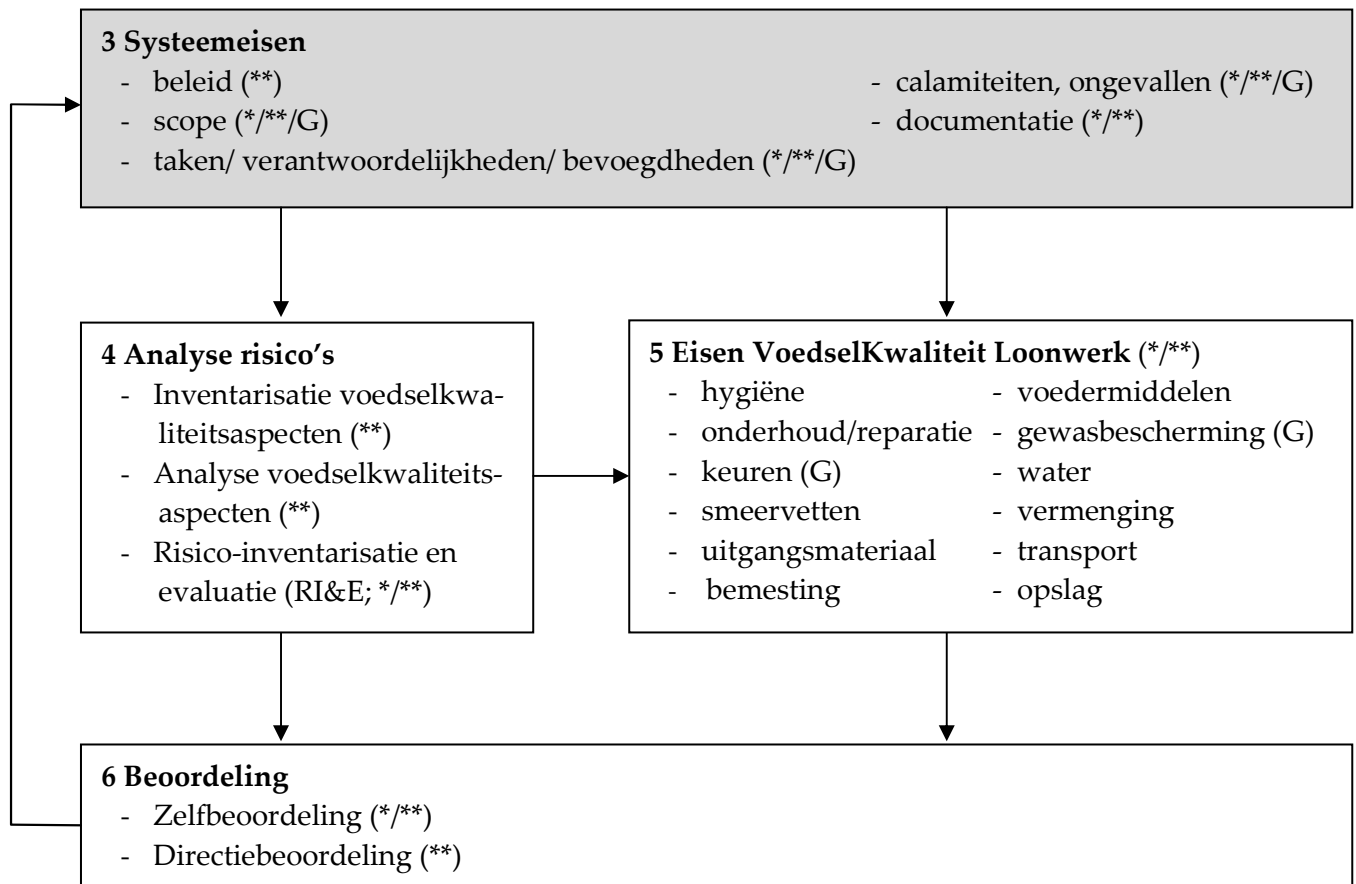 3 Systeemeisen
- beleid (**)
- calamiteiten, ongevallen (*/**/G)
- scope (*/**/G)
- documentatie (*/**)
- taken/ verantwoordelijkheden/ bevoegdheden (*/**/G)
4 Analyse risico’s
- Inventarisatie voedselkwa-
liteitsaspecten (**)
- Analyse voedselkwaliteits-
aspecten (**)
- Risico-inventarisatie en
evaluatie (RI&E; */**)
5 Eisen VoedselKwaliteit Loonwerk (*/**)
- hygiëne
- onderhoud/reparatie
- keuren (G)
- smeervetten
- uitgangsmateriaal
- bemesting
- voedermiddelen
- gewasbescherming (G)
- water
- vermenging
- transport
- opslag
6 Beoordeling
- Zelfbeoordeling (*/**)
- Directiebeoordeling (**)